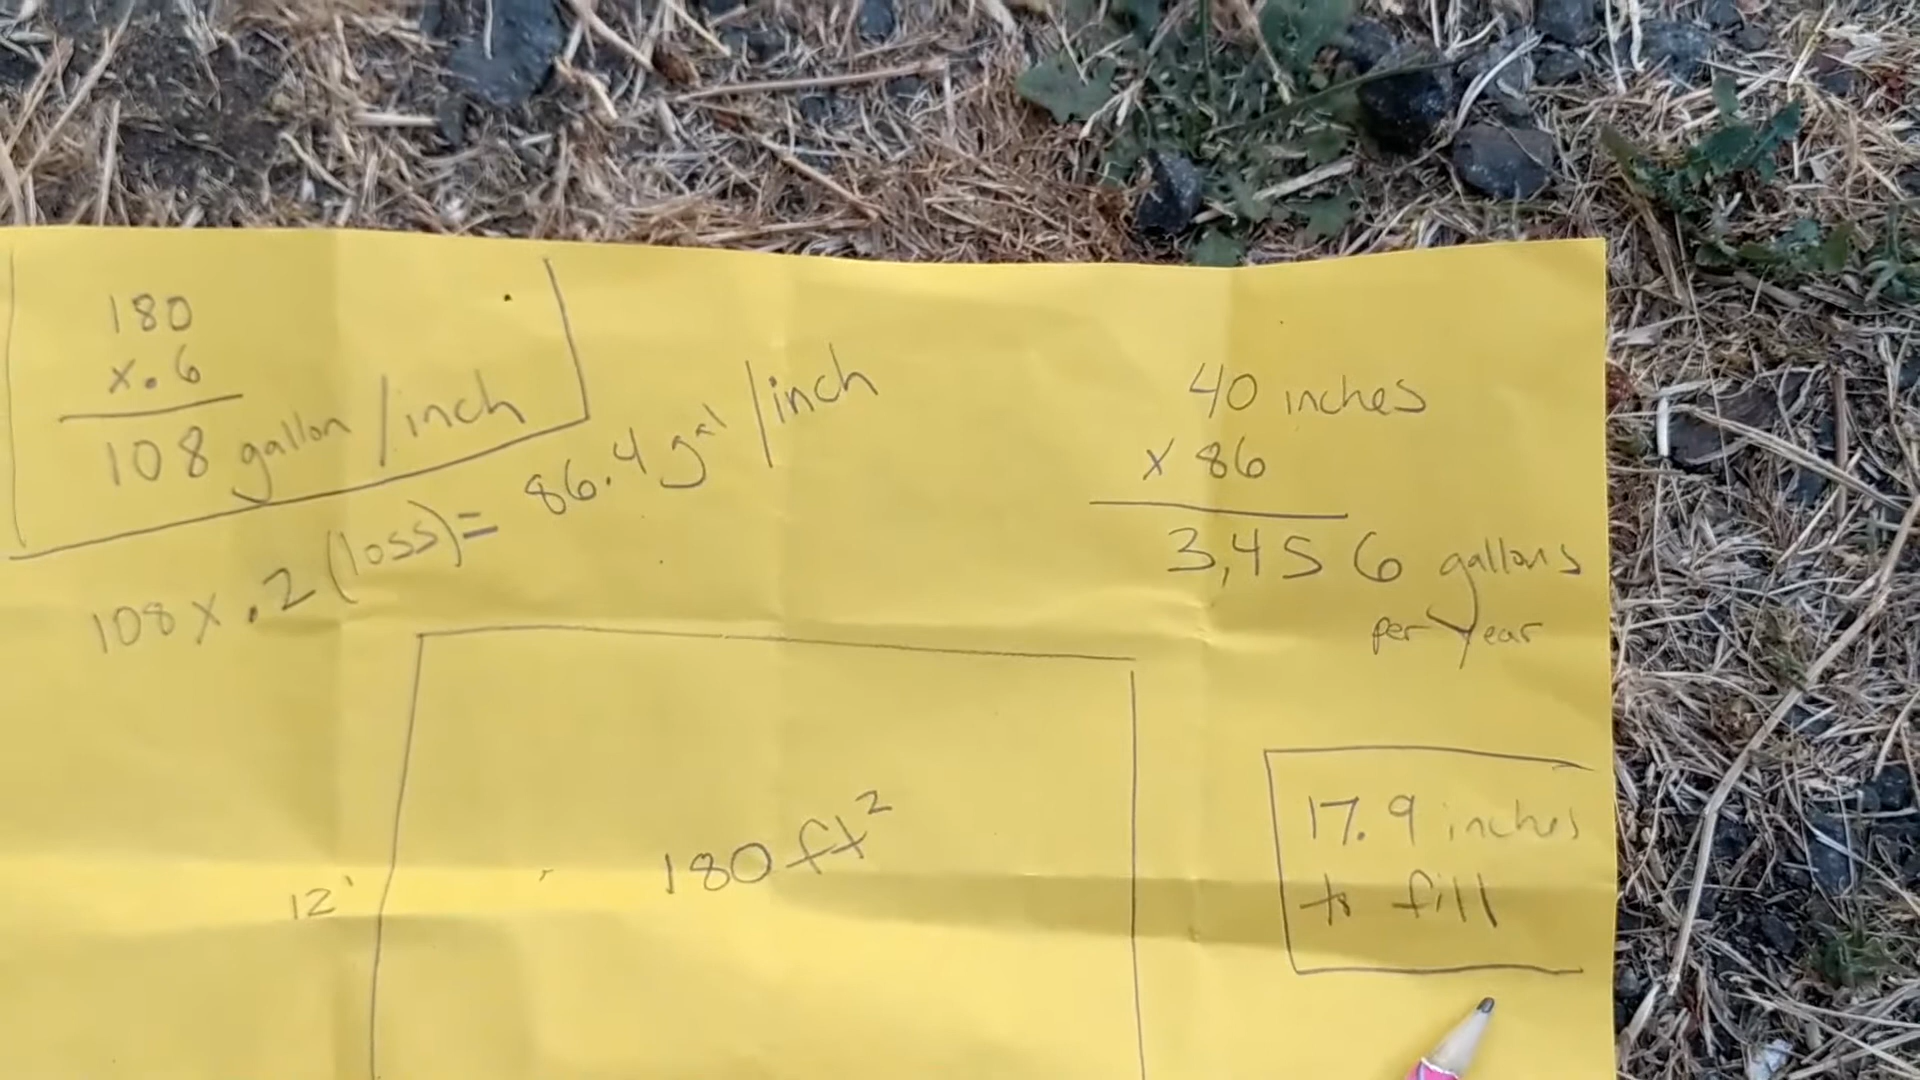 180
x.6
108 gallon/inch
108 x .2 (loss) = 86.4 gal/inch
40 inches
x 86
3,456 gallons
per year
180 ft²
12'
17.9 inches
to fill